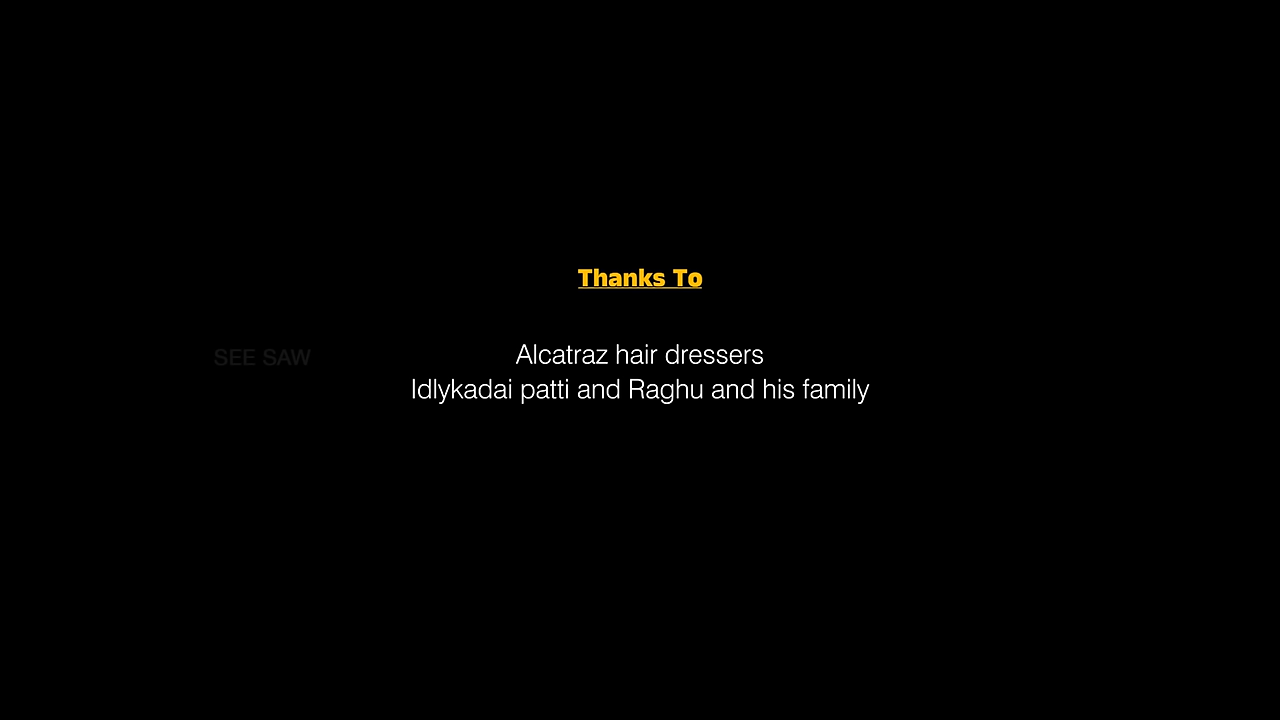 Thanks To
SEE SAW
Alcatraz hair dressers
Idlykadai patti and Raghu and his family